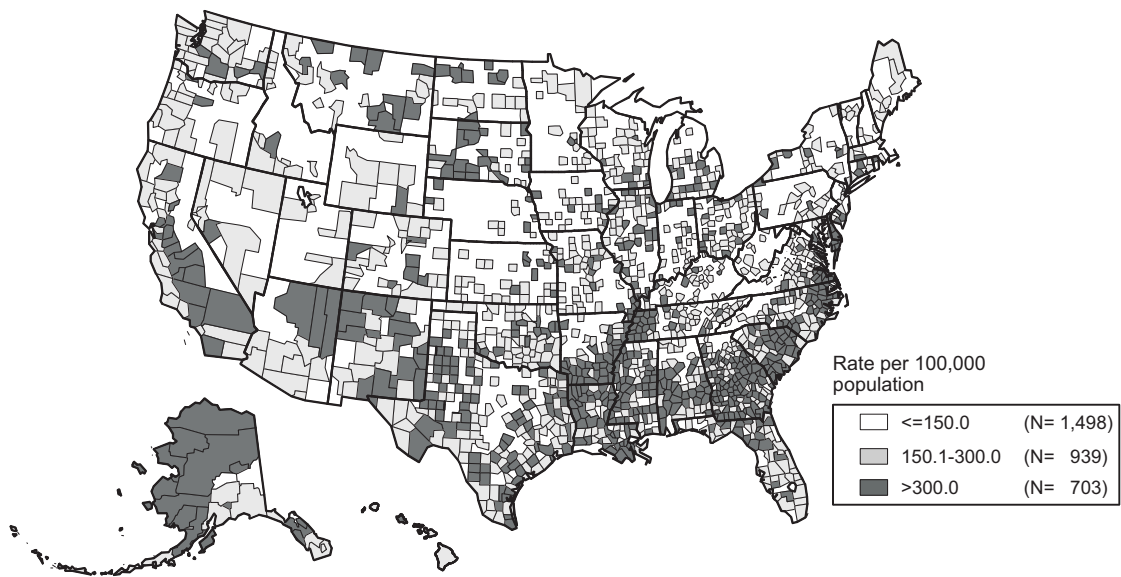 Rate per 100,000
population
<=150.0 (N= 1,498)
150.1-300.0 (N= 939)
>300.0 (N= 703)